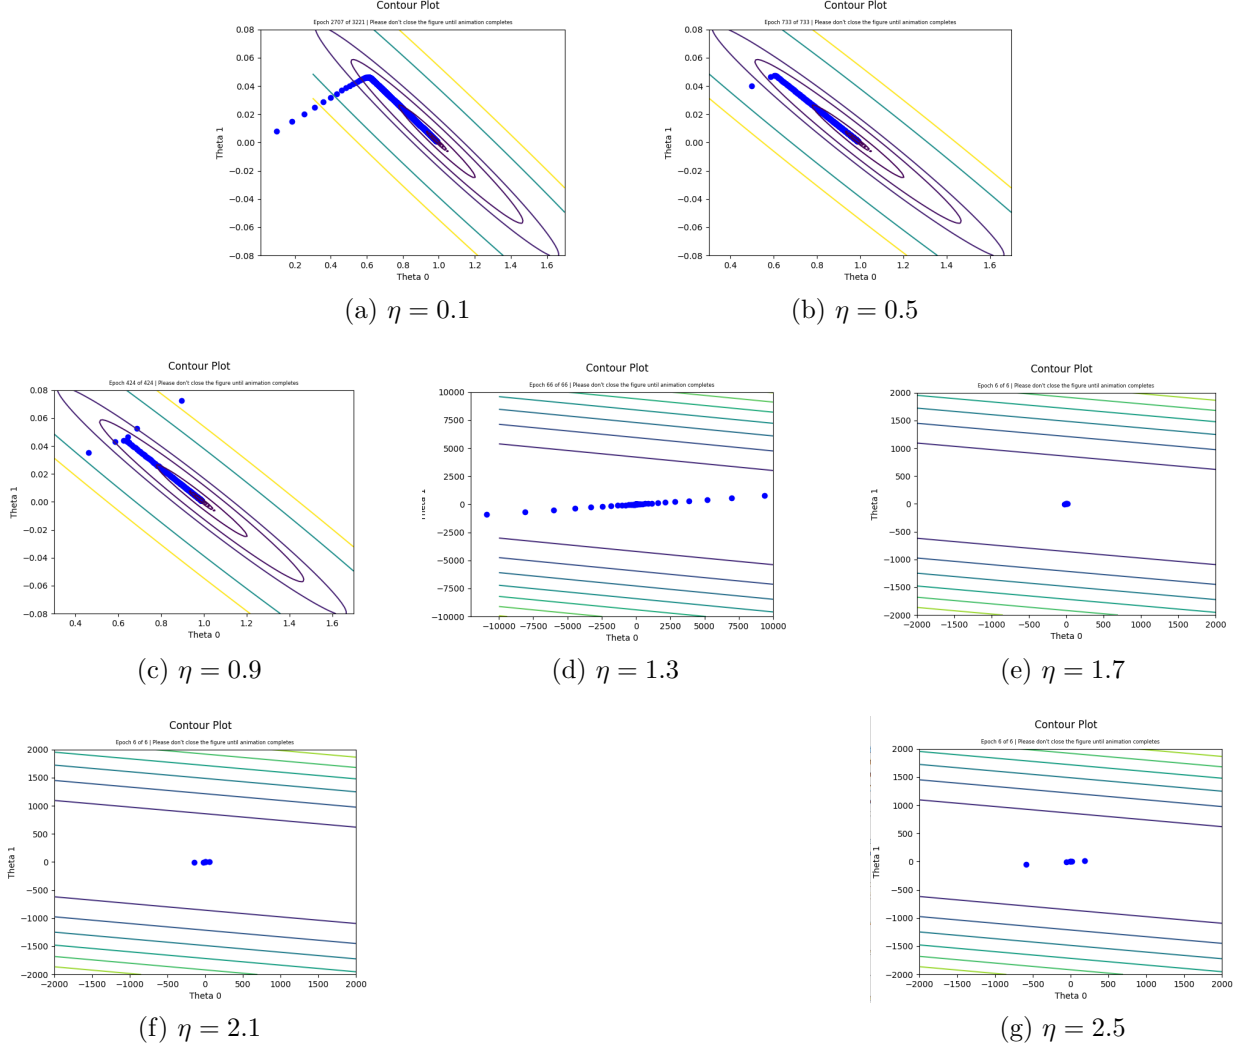 Contour Plot
Epoch 2707 of 3221 | Please don't close the figure until animation completes
0.08
0.06
0.04
0.02
0.00
−0.02
−0.04
−0.06
−0.08
Theta 1
0.2 0.4 0.6 0.8 1.0 1.2 1.4 1.6
Theta 0
(a) η = 0.1
Contour Plot
Epoch 733 of 733 | Please don't close the figure until animation completes
0.08
0.06
0.04
0.02
0.00
−0.02
−0.04
−0.06
−0.08
Theta 1
0.4 0.6 0.8 1.0 1.2 1.4 1.6
Theta 0
(b) η = 0.5
Contour Plot
Epoch 424 of 424 | Please don't close the figure until animation completes
0.08
0.06
0.04
0.02
0.00
−0.02
−0.04
−0.06
−0.08
Theta 1
0.4 0.6 0.8 1.0 1.2 1.4 1.6
Theta 0
(c) η = 0.9
Contour Plot
Epoch 66 of 66 | Please don't close the figure until animation completes
10000
7500
5000
2500
0
−2500
−5000
−7500
−10000
Theta 1
−10000 −7500 −5000 −2500 0 2500 5000 7500 10000
Theta 0
(d) η = 1.3
Contour Plot
Epoch 6 of 6 | Please don't close the figure until animation completes
2000
1500
1000
500
0
−500
−1000
−1500
−2000
Theta 1
−2000 −1500 −1000 −500 0 500 1000 1500 2000
Theta 0
(e) η = 1.7
Contour Plot
Epoch 6 of 6 | Please don't close the figure until animation completes
2000
1500
1000
500
0
−500
−1000
−1500
−2000
Theta 1
−2000 −1500 −1000 −500 0 500 1000 1500 2000
Theta 0
(f) η = 2.1
Contour Plot
Epoch 6 of 6 | Please don't close the figure until animation completes
2000
1500
1000
500
0
−500
−1000
−1500
−2000
Theta 1
−2000 −1500 −1000 −500 0 500 1000 1500 2000
Theta 0
(g) η = 2.5